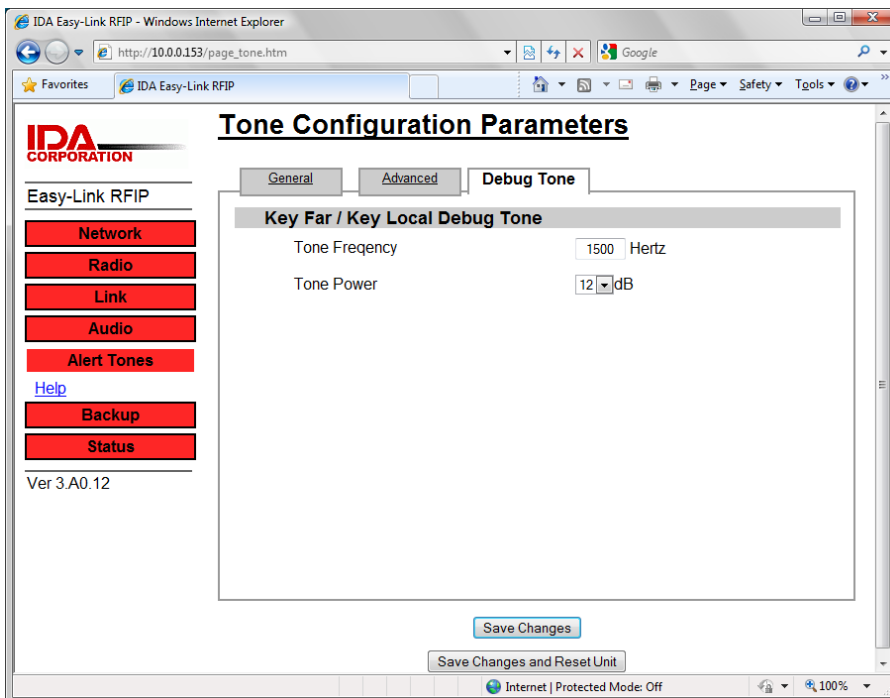 IDA Easy-Link RFIP - Windows Internet Explorer
http://10.0.0.153/page_tone.htm
Google
Favorites
IDA Easy-Link RFIP
Page
Safety
Tools
»
IDA
CORPORATION
Easy-Link RFIP
Network
Radio
Link
Audio
Alert Tones
Help
Backup
Status
Ver 3.A0.12
Tone Configuration Parameters
General
Advanced
Debug Tone
Key Far / Key Local Debug Tone
Tone Freqency
1500 Hertz
Tone Power
12 dB
Save Changes
Save Changes and Reset Unit
Internet | Protected Mode: Off
100%